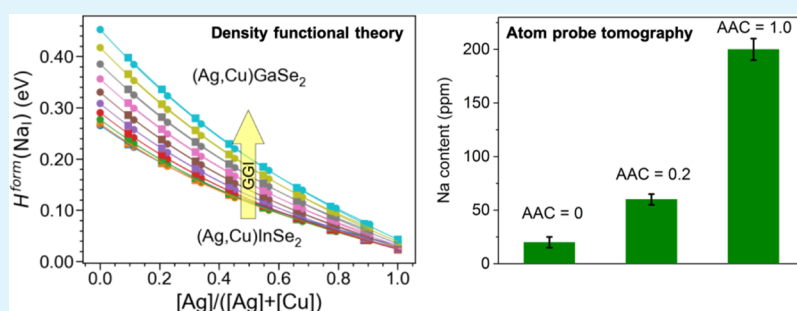 Density functional theory
(Ag,Cu)GaSe2
GGI
(Ag,Cu)InSe2
H^form(Na_I) (eV)
0.40
0.30
0.20
0.10
0.00
0.0 0.2 0.4 0.6 0.8 1.0
[Ag]/([Ag]+[Cu])
Atom probe tomography
AAC = 1.0
AAC = 0.2
AAC = 0
Na content (ppm)
200
150
100
50
0